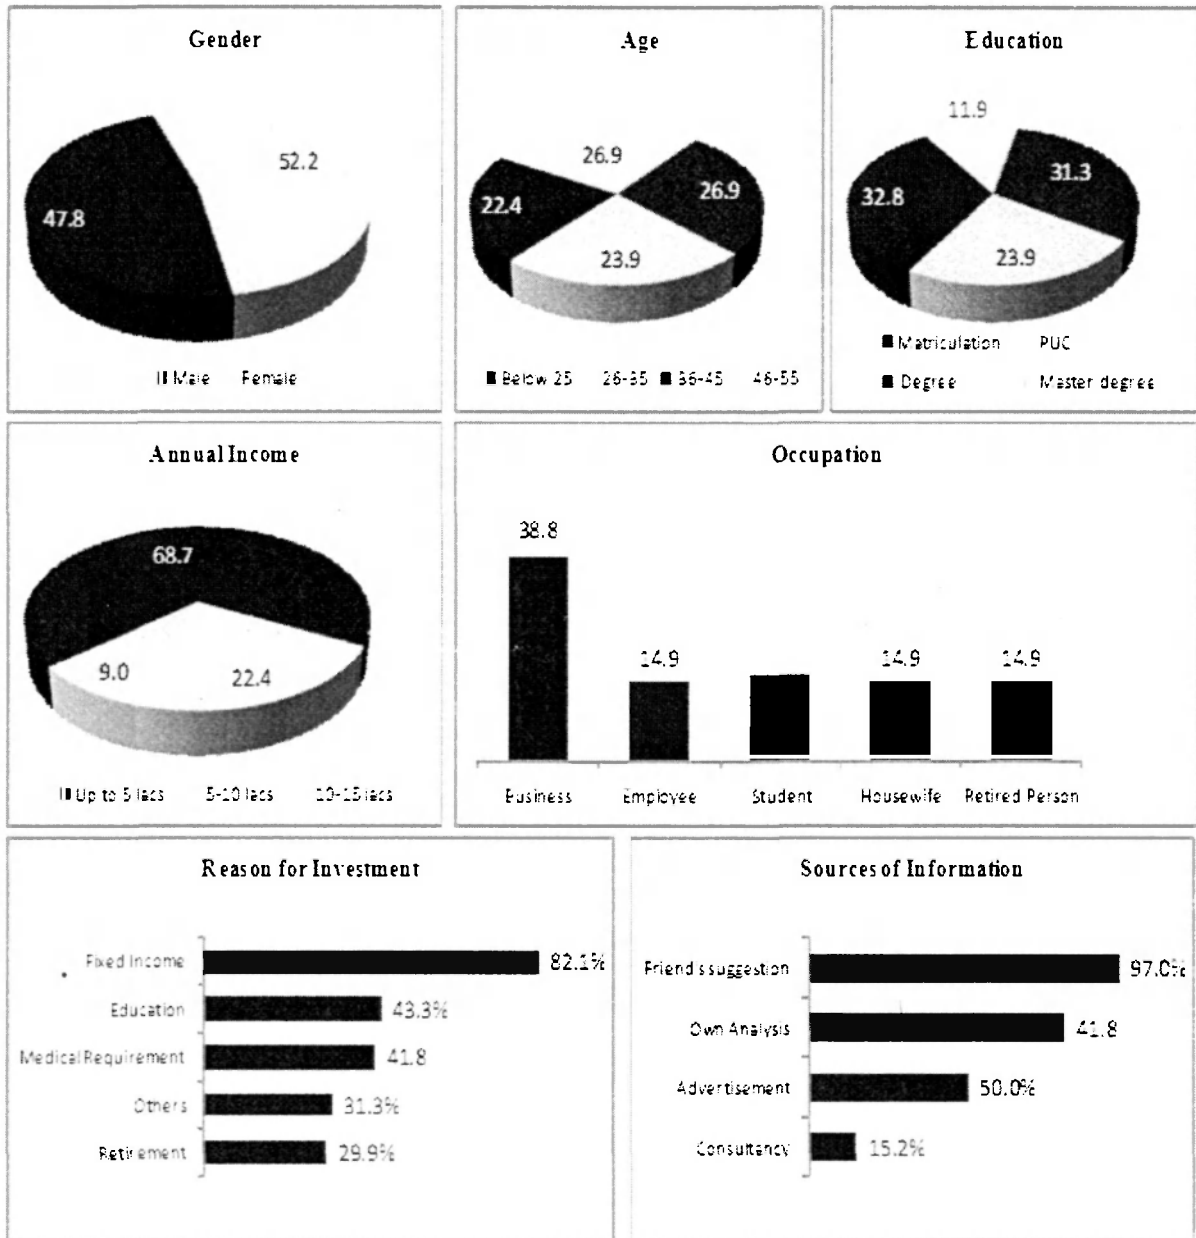 Gender
52.2
47.8
Male Female
Age
26.9
22.4
26.9
23.9
Below 25 26-35 36-45 46-55
Education
11.9
31.3
32.8
23.9
Matriculation PUC
Degree Master degree
Annual Income
68.7
9.0
22.4
Up to 5 lacs 5-10 lacs 10-15 lacs
Occupation
38.8
14.9
14.9
14.9
Business Employee Student Housewife Retired Person
Reason for Investment
Fixed Income 82.1%
Education 43.3%
Medical Requirement 41.8
Others 31.3%
Retirement 29.9%
Sources of Information
Friend's suggestion 97.0%
Own Analysis 41.8
Advertisement 50.0%
Consultancy 15.2%